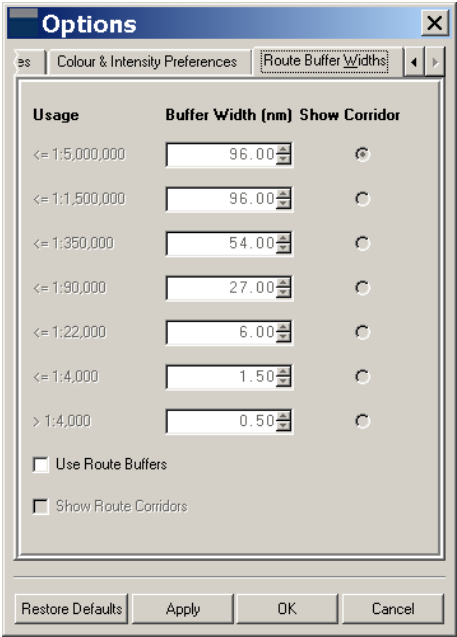 Options
es Colour & Intensity Preferences Route Buffer Widths
Usage Buffer Width (nm) Show Corridor
<= 1:5,000,000 96.00
<= 1:1,500,000 96.00
<= 1:350,000 54.00
<= 1:90,000 27.00
<= 1:22,000 6.00
<= 1:4,000 1.50
> 1:4,000 0.50
Use Route Buffers
Show Route Corridors
Restore Defaults Apply OK Cancel